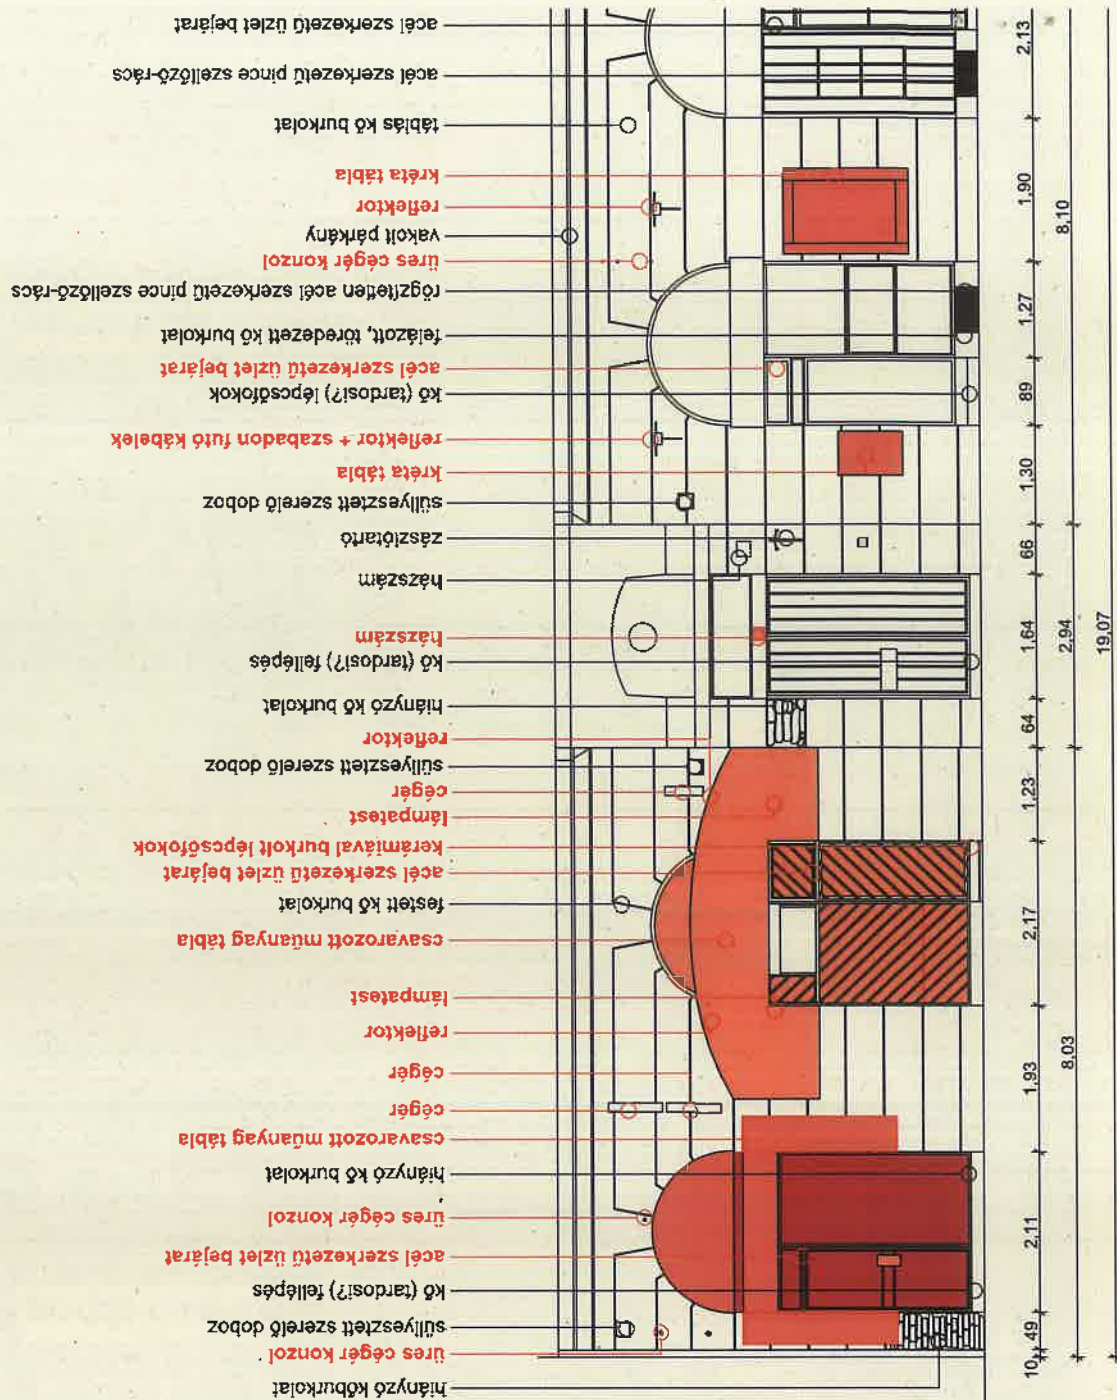 hiányzó kőburkolat
üres cégér konzol
süllyesztett szerelő doboz
kő (tardosi?) fellépés
acél szerkezetű üzlet bejárat
üres cégér konzol
hiányzó kő burkolat
csavarozott műanyag tábla
cégér
cégér
reflektor
lámpatest
csavarozott műanyag tábla
festett kő burkolat
acél szerkezetű üzlet bejárat
kerámiával burkolt lépcsőfokok
lámpatest
cégér
süllyesztett szerelő doboz
reflektor
hiányzó kő burkolat
kő (tardosi?) fellépés
házszám
házszám
zászlótartó
süllyesztett szerelő doboz
kréta tábla
reflektor + szabadon futó kábelek
kő (tardosi?) lépcsőfokok
acél szerkezetű üzlet bejárat
felázott, töredezett kő burkolat
rögzítetlen acél szerkezetű pince szellőző-rács
üres cégér konzol
vakolt párkány
reflektor
kréta tábla
táblás kő burkolat
acél szerkezetű pince szellőző-rács
acél szerkezetű üzlet bejárat
10
49
2,11
1,93
2,17
1,23
64
1,64
66
1,30
89
1,27
1,90
2,13
8,03
2,94
8,10
19,07